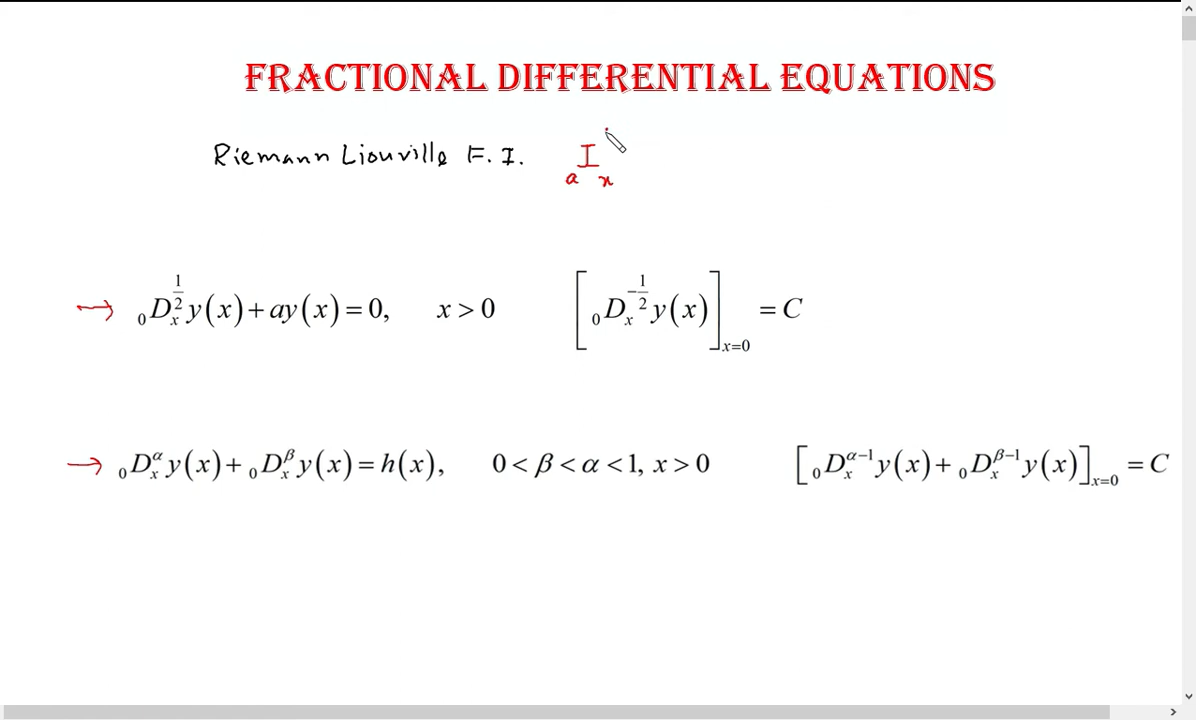 FRACTIONAL DIFFERENTIAL EQUATIONS
Riemann Liouville F. I. ₐIₓ
→ ₀Dₓ^{1/2} y(x) + ay(x) = 0, x > 0 [₀Dₓ^{-1/2} y(x)]ₓ₌₀ = C
→ ₀Dₓ^α y(x) + ₀Dₓ^β y(x) = h(x), 0 < β < α < 1, x > 0 [₀Dₓ^{α-1} y(x) + ₀Dₓ^{β-1} y(x)]ₓ₌₀ = C